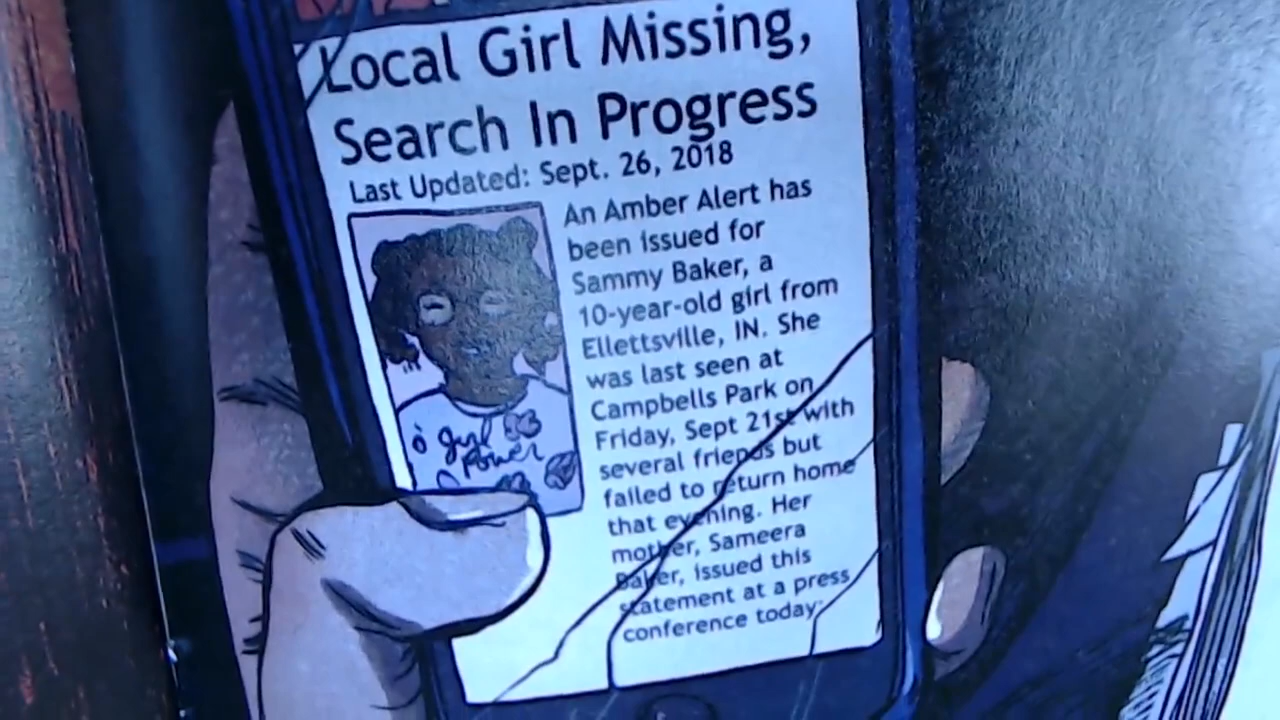 Local Girl Missing,
Search In Progress
Last Updated: Sept. 26, 2018
An Amber Alert has
been issued for
Sammy Baker, a
10-year-old girl from
Ellettsville, IN. She
was last seen at
Campbells Park on
Friday, Sept 21st with
several friends but
failed to return home
that evening. Her
mother, Sameera
Baker, issued this
statement at a press
conference today:
girl
Power